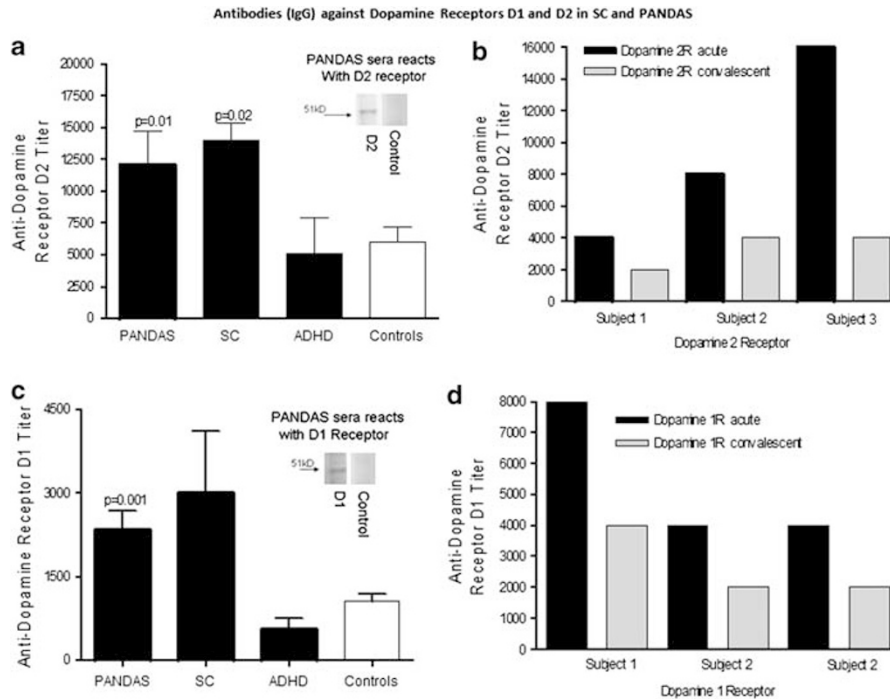 Antibodies (IgG) against Dopamine Receptors D1 and D2 in SC and PANDAS
a
Anti-Dopamine
Receptor D2 Titer
20000
17500
15000
12500
10000
7500
5000
2500
0
p=0.01
p=0.02
PANDAS sera reacts
With D2 receptor
51kD
D2
Control
PANDAS
SC
ADHD
Controls
b
Anti-Dopamine
Receptor D2 Titer
16000
14000
12000
10000
8000
6000
4000
2000
0
Dopamine 2R acute
Dopamine 2R convalescent
Subject 1
Subject 2
Subject 3
Dopamine 2 Receptor
c
Anti-Dopamine Receptor D1 Titer
4500
3000
1500
0
p=0.001
PANDAS sera reacts
with D1 Receptor
51kD
D1
Control
PANDAS
SC
ADHD
Controls
d
Anti-Dopamine
Receptor D1 Titer
8000
7000
6000
5000
4000
3000
2000
1000
0
Dopamine 1R acute
Dopamine 1R convalescent
Subject 1
Subject 2
Subject 2
Dopamine 1 Receptor